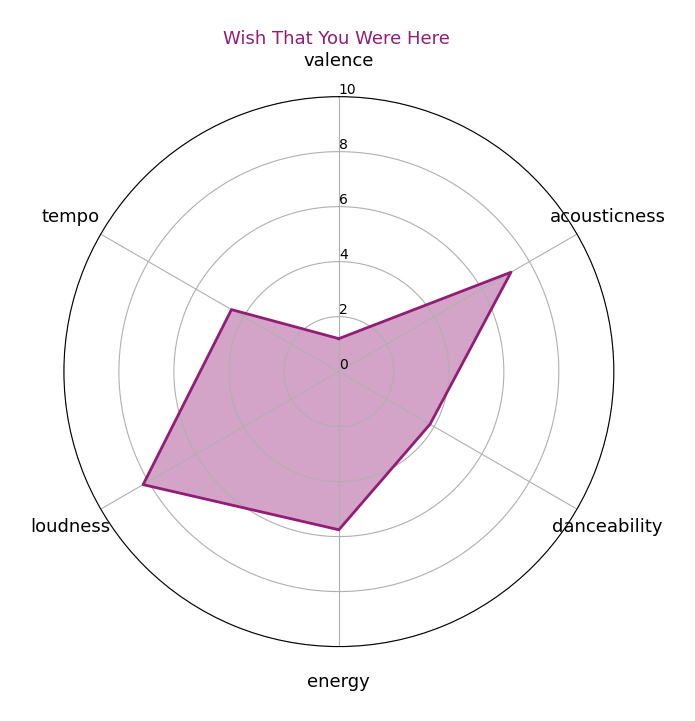 Wish That You Were Here
valence
10
8
6
4
2
0
tempo
acousticness
loudness
danceability
energy